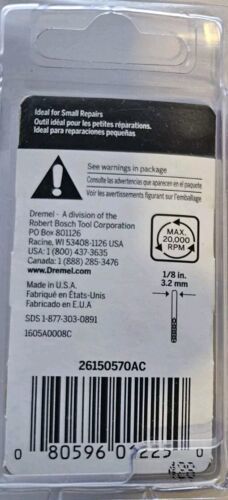 Ideal for Small Repairs
Outil idéal pour les petites réparations.
Ideal para reparaciones pequeñas
See warnings in package
Consulte las advertencias que aparecen en el paquete
Voir les avertissements figurant sur l'emballage
Dremel - A division of the
Robert Bosch Tool Corporation
PO Box 801126
Racine, WI 53408-1126 USA
USA: 1 (800) 437-3635
Canada: 1 (888) 285-3476
www.Dremel.com
MAX.
20,000
RPM
1/8 in.
3.2 mm
Made in U.S.A.
Fabriqué en États-Unis
Fabricado en E.U.A
SDS 1-877-303-0891
1605A0008C
26150570AC
0 80596 01225 0